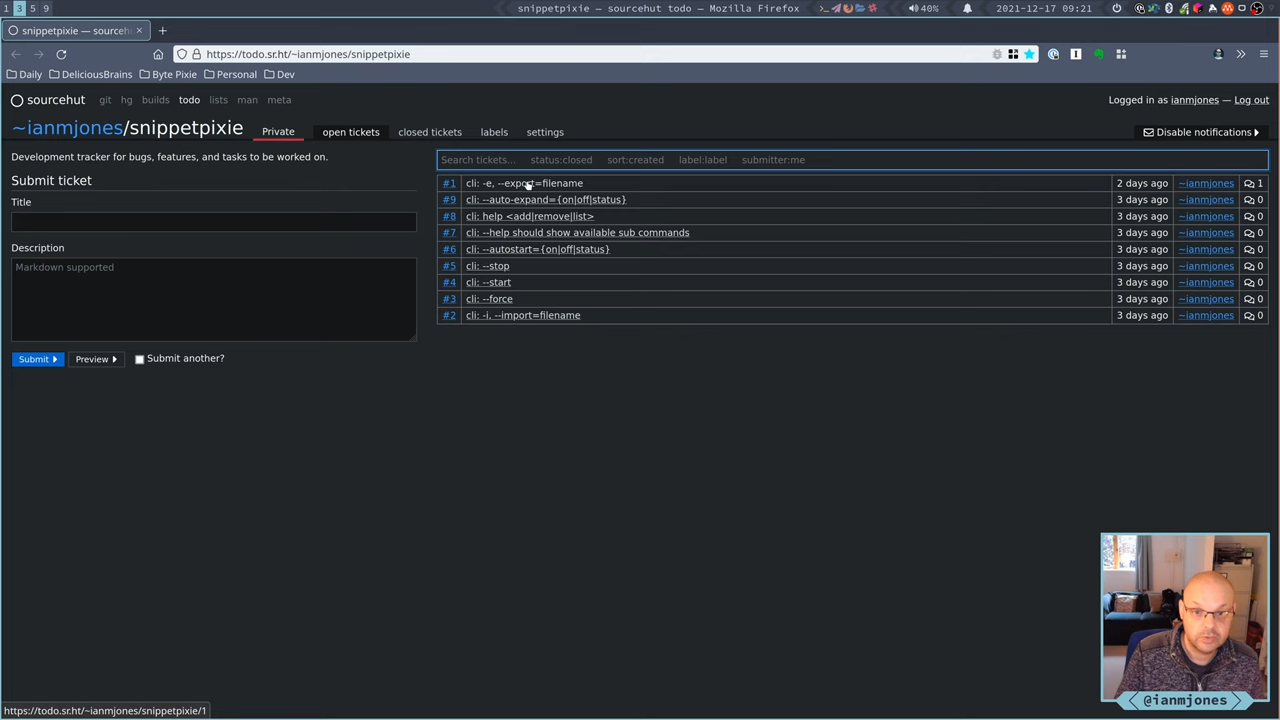 1 3 5 9
snippetpixie — sourcehut todo — Mozilla Firefox
40%
2021-12-17 09:21
snippetpixie — sourceh
https://todo.sr.ht/~ianmjones/snippetpixie
Daily DeliciousBrains Byte Pixie Personal Dev
sourcehut git hg builds todo lists man meta
Logged in as ianmjones — Log out
~ianmjones/snippetpixie Private open tickets closed tickets labels settings Disable notifications
Development tracker for bugs, features, and tasks to be worked on.
Submit ticket
Title
Description
Markdown supported
Submit Preview Submit another?
Search tickets... status:closed sort:created label:label submitter:me
#1 cli: -e, --export=filename 2 days ago ~ianmjones 1
#9 cli: --auto-expand={on|off|status} 3 days ago ~ianmjones 0
#8 cli: help <add|remove|list> 3 days ago ~ianmjones 0
#7 cli: --help should show available sub commands 3 days ago ~ianmjones 0
#6 cli: --autostart={on|off|status} 3 days ago ~ianmjones 0
#5 cli: --stop 3 days ago ~ianmjones 0
#4 cli: --start 3 days ago ~ianmjones 0
#3 cli: --force 3 days ago ~ianmjones 0
#2 cli: -i, --import=filename 3 days ago ~ianmjones 0
@ianmjones
https://todo.sr.ht/~ianmjones/snippetpixie/1